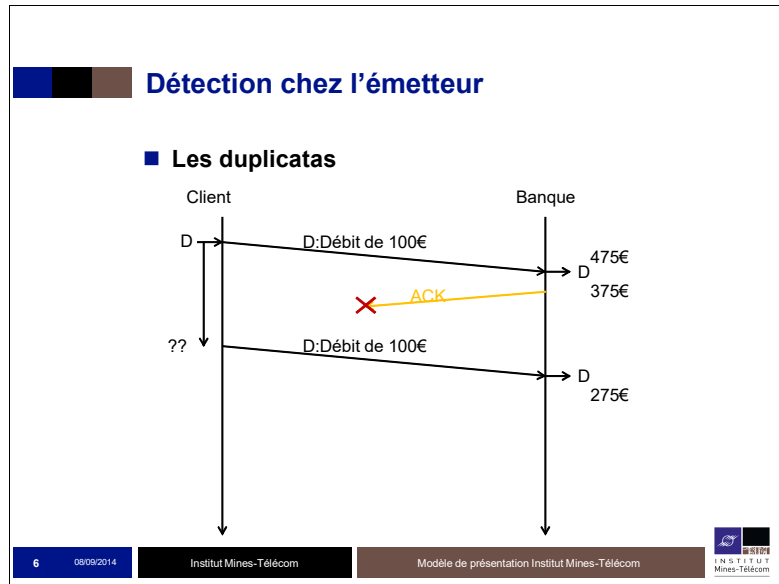 Détection chez l’émetteur
Les duplicatas
Client
Banque
D
D:Débit de 100€
475€
D
375€
ACK
??
D:Débit de 100€
D
275€
6
08/09/2014
Institut Mines-Télécom
Modèle de présentation Institut Mines-Télécom
INSTITUT
Mines-Télécom